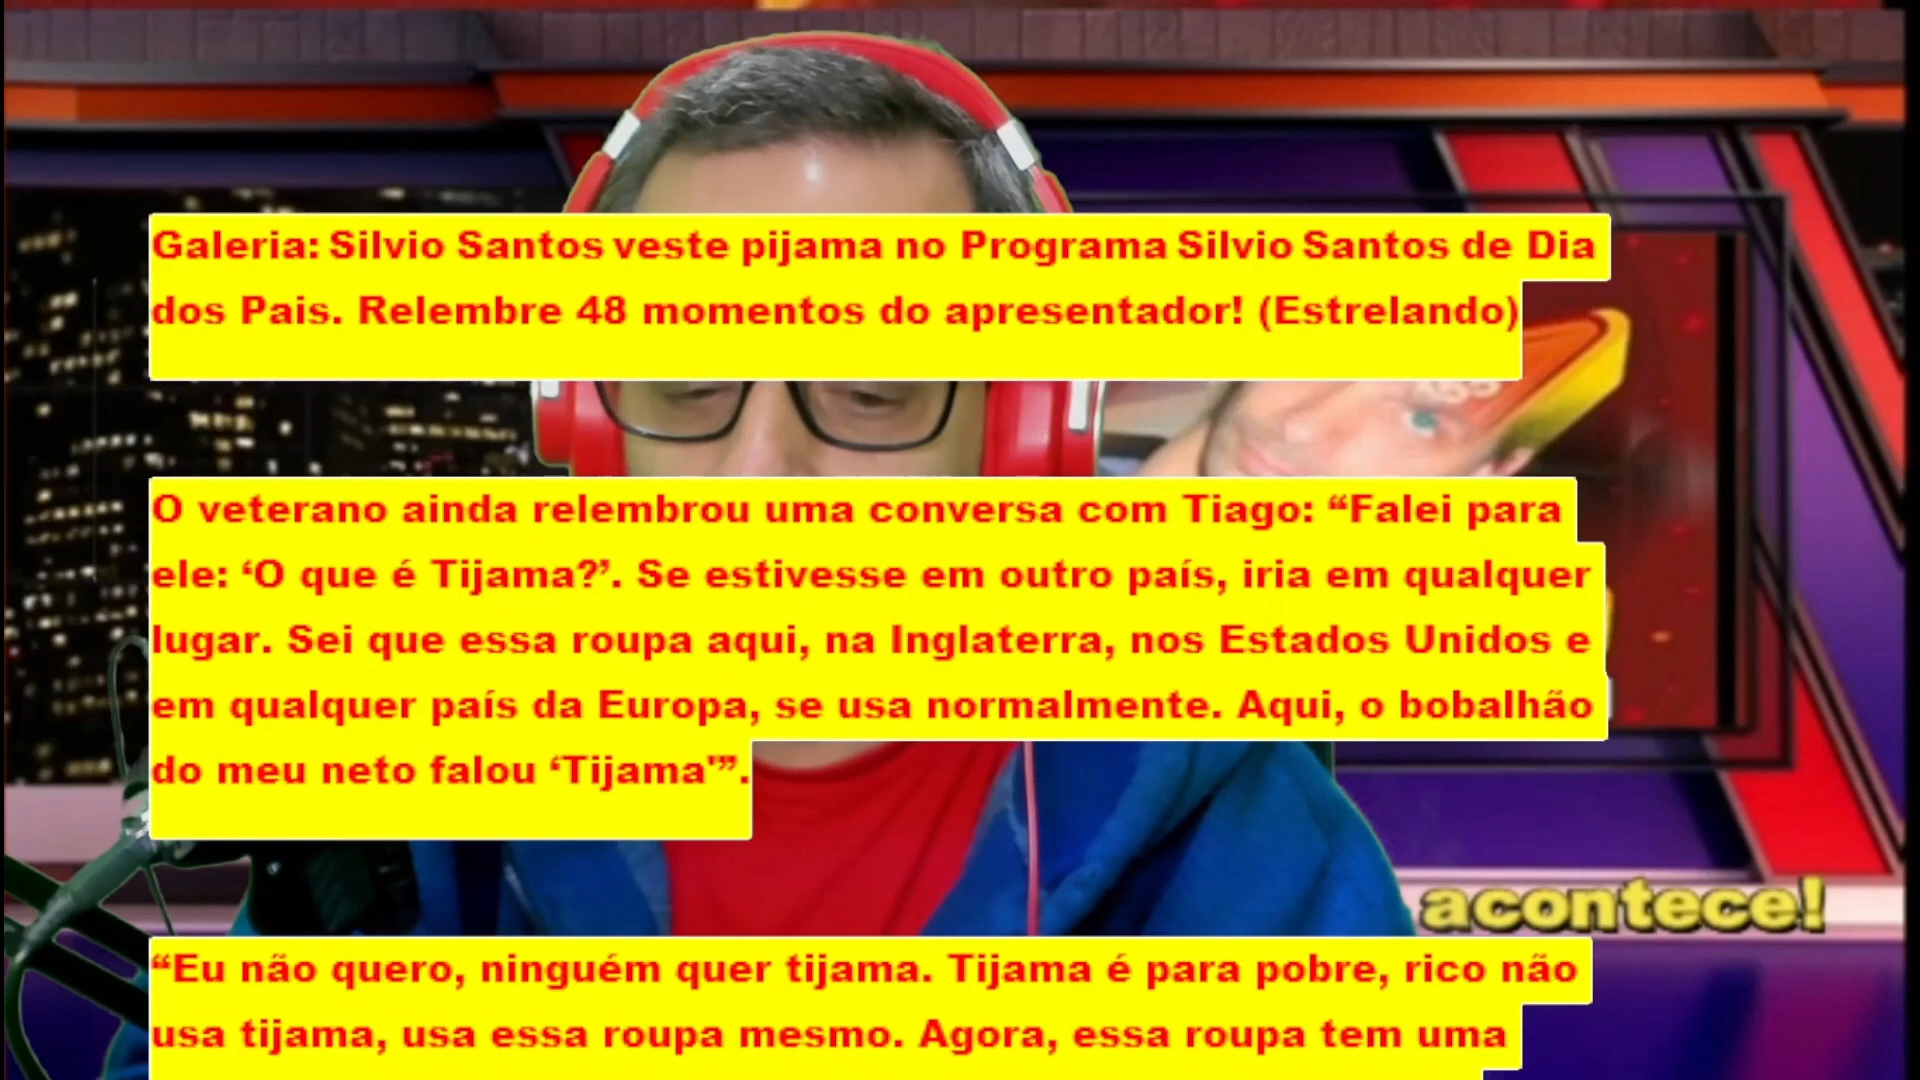 Galeria: Silvio Santos veste pijama no Programa Silvio Santos de Dia
dos Pais. Relembre 48 momentos do apresentador! (Estrelando)
O veterano ainda relembrou uma conversa com Tiago: “Falei para
ele: ‘O que é Tijama?’. Se estivesse em outro país, iria em qualquer
lugar. Sei que essa roupa aqui, na Inglaterra, nos Estados Unidos e
em qualquer país da Europa, se usa normalmente. Aqui, o bobalhão
do meu neto falou ‘Tijama'”.
acontece!
“Eu não quero, ninguém quer tijama. Tijama é para pobre, rico não
usa tijama, usa essa roupa mesmo. Agora, essa roupa tem uma